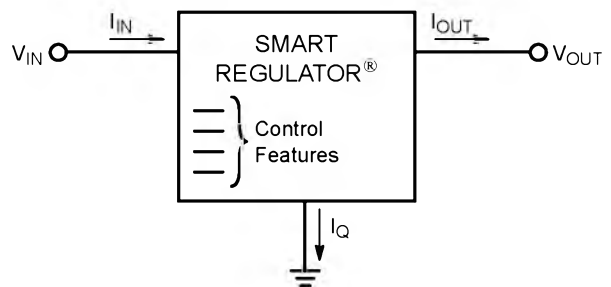 I_IN
I_OUT
V_IN
SMART
REGULATOR®
V_OUT
Control
Features
I_Q